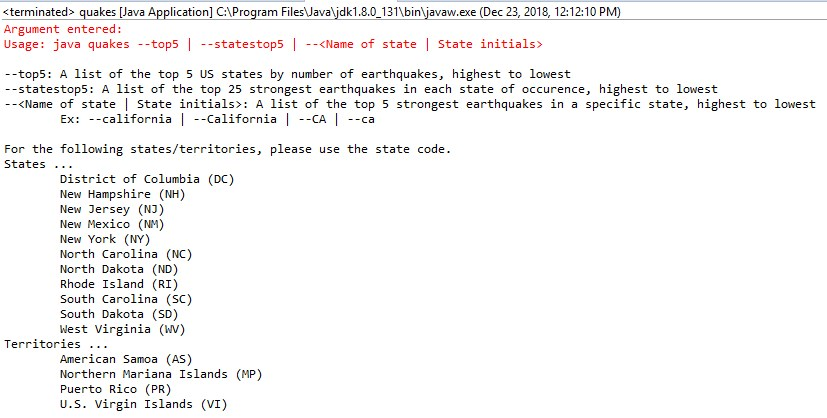 <terminated> quakes [Java Application] C:\Program Files\Java\jdk1.8.0_131\bin\javaw.exe (Dec 23, 2018, 12:12:10 PM)
Argument entered:
Usage: java quakes --top5 | --statestop5 | --<Name of state | State initials>

--top5: A list of the top 5 US states by number of earthquakes, highest to lowest
--statestop5: A list of the top 25 strongest earthquakes in each state of occurence, highest to lowest
--<Name of state | State initials>: A list of the top 5 strongest earthquakes in a specific state, highest to lowest
Ex: --california | --California | --CA | --ca

For the following states/territories, please use the state code.
States ...
District of Columbia (DC)
New Hampshire (NH)
New Jersey (NJ)
New Mexico (NM)
New York (NY)
North Carolina (NC)
North Dakota (ND)
Rhode Island (RI)
South Carolina (SC)
South Dakota (SD)
West Virginia (WV)
Territories ...
American Samoa (AS)
Northern Mariana Islands (MP)
Puerto Rico (PR)
U.S. Virgin Islands (VI)